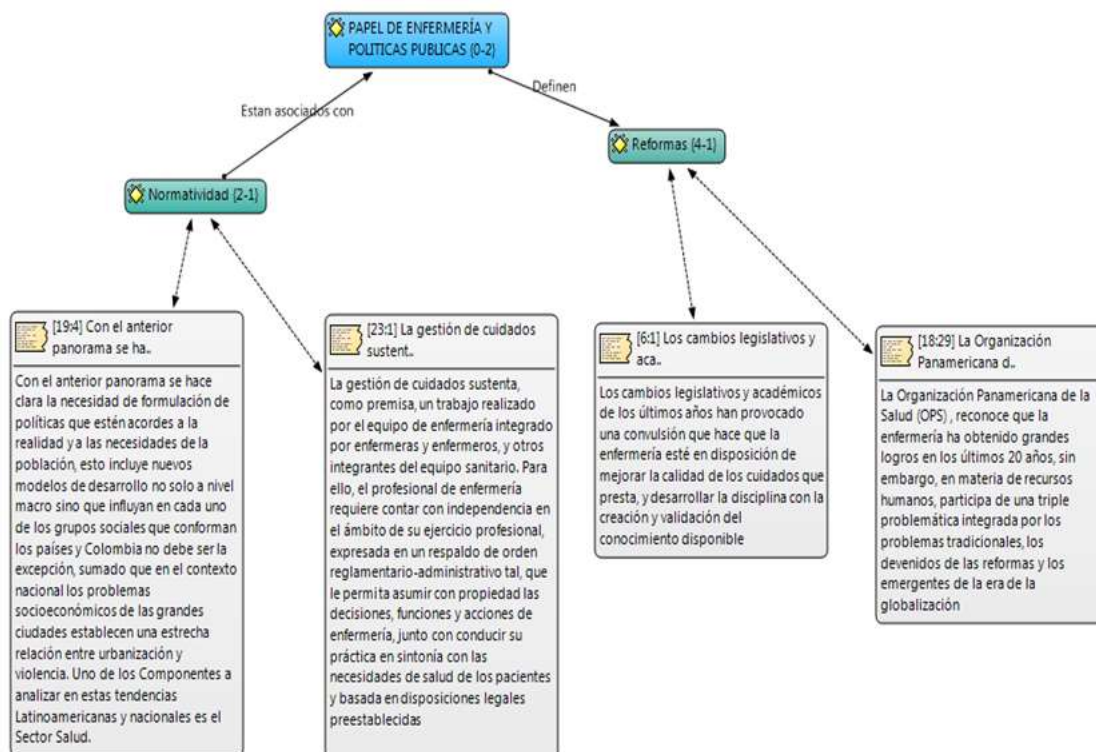 PAPEL DE ENFERMERÍA Y
POLITICAS PUBLICAS {0-2}
Estan asociados con
Definen
Reformas {4-1}
Normatividad {2-1}
[19:4] Con el anterior
panorama se ha..
Con el anterior panorama se hace
clara la necesidad de formulación de
políticas que estén acordes a la
realidad y a las necesidades de la
población, esto incluye nuevos
modelos de desarrollo no solo a nivel
macro sino que influyan en cada uno
de los grupos sociales que conforman
los países y Colombia no debe ser la
excepción, sumado que en el contexto
nacional los problemas
socioeconómicos de las grandes
ciudades establecen una estrecha
relación entre urbanización y
violencia. Uno de los Componentes a
analizar en estas tendencias
Latinoamericanas y nacionales es el
Sector Salud.
[23:1] La gestión de cuidados
sustent..
La gestión de cuidados sustenta,
como premisa, un trabajo realizado
por el equipo de enfermería integrado
por enfermeras y enfermeros, y otros
integrantes del equipo sanitario. Para
ello, el profesional de enfermería
requiere contar con independencia en
el ámbito de su ejercicio profesional,
expresada en un respaldo de orden
reglamentario-administrativo tal, que
le permita asumir con propiedad las
decisiones, funciones y acciones de
enfermería, junto con conducir su
práctica en sintonía con las
necesidades de salud de los pacientes
y basada en disposiciones legales
preestablecidas
[6:1] Los cambios legislativos y
aca..
Los cambios legislativos y académicos
de los últimos años han provocado
una convulsión que hace que la
enfermería esté en disposición de
mejorar la calidad de los cuidados que
presta, y desarrollar la disciplina con la
creación y validación del
conocimiento disponible
[18:29] La Organización
Panamericana d..
La Organización Panamericana de la
Salud (OPS) , reconoce que la
enfermería ha obtenido grandes
logros en los últimos 20 años, sin
embargo, en materia de recursos
humanos, participa de una triple
problemática integrada por los
problemas tradicionales, los
devenidos de las reformas y los
emergentes de la era de la
globalización